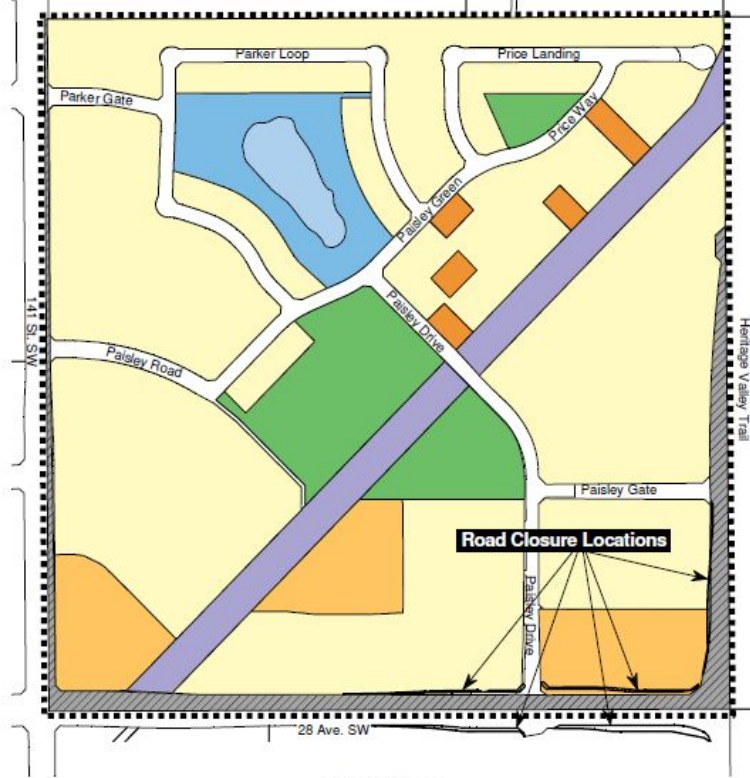 Parker Loop
Price Landing
Parker Gate
Price Way
Paisley Green
141 St. SW
Paisley Drive
Heritage Valley Trail
Paisley Road
Paisley Gate
Road Closure Locations
Paisley Drive
28 Ave. SW